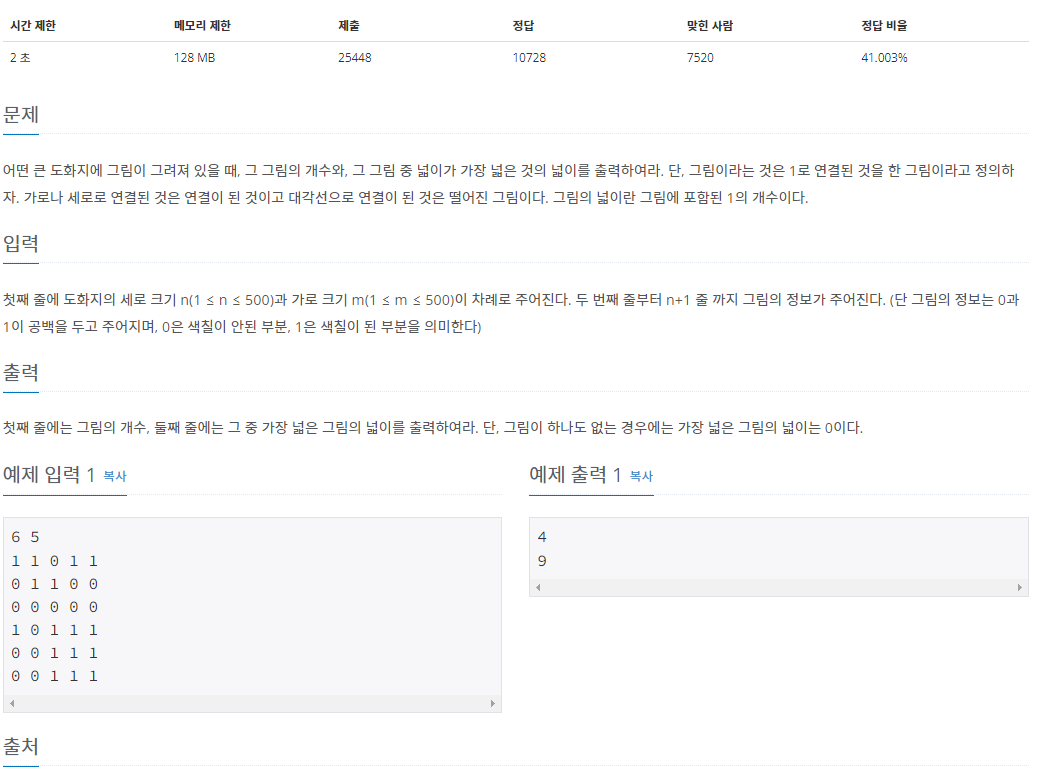 시간 제한 메모리 제한 제출 정답 맞힌 사람 정답 비율
2 초 128 MB 25448 10728 7520 41.003%
문제
어떤 큰 도화지에 그림이 그려져 있을 때, 그 그림의 개수와, 그 그림 중 넓이가 가장 넓은 것의 넓이를 출력하여라. 단, 그림이라는 것은 1로 연결된 것을 한 그림이라고 정의하
자. 가로나 세로로 연결된 것은 연결이 된 것이고 대각선으로 연결이 된 것은 떨어진 그림이다. 그림의 넓이란 그림에 포함된 1의 개수이다.
입력
첫째 줄에 도화지의 세로 크기 n(1 ≤ n ≤ 500)과 가로 크기 m(1 ≤ m ≤ 500)이 차례로 주어진다. 두 번째 줄부터 n+1 줄 까지 그림의 정보가 주어진다. (단 그림의 정보는 0과
1이 공백을 두고 주어지며, 0은 색칠이 안된 부분, 1은 색칠이 된 부분을 의미한다)
출력
첫째 줄에는 그림의 개수, 둘째 줄에는 그 중 가장 넓은 그림의 넓이를 출력하여라. 단, 그림이 하나도 없는 경우에는 가장 넓은 그림의 넓이는 0이다.
예제 입력 1 복사
6 5
1 1 0 1 1
0 1 1 0 0
0 0 0 0 0
1 0 1 1 1
0 0 1 1 1
0 0 1 1 1
예제 출력 1 복사
4
9
출처